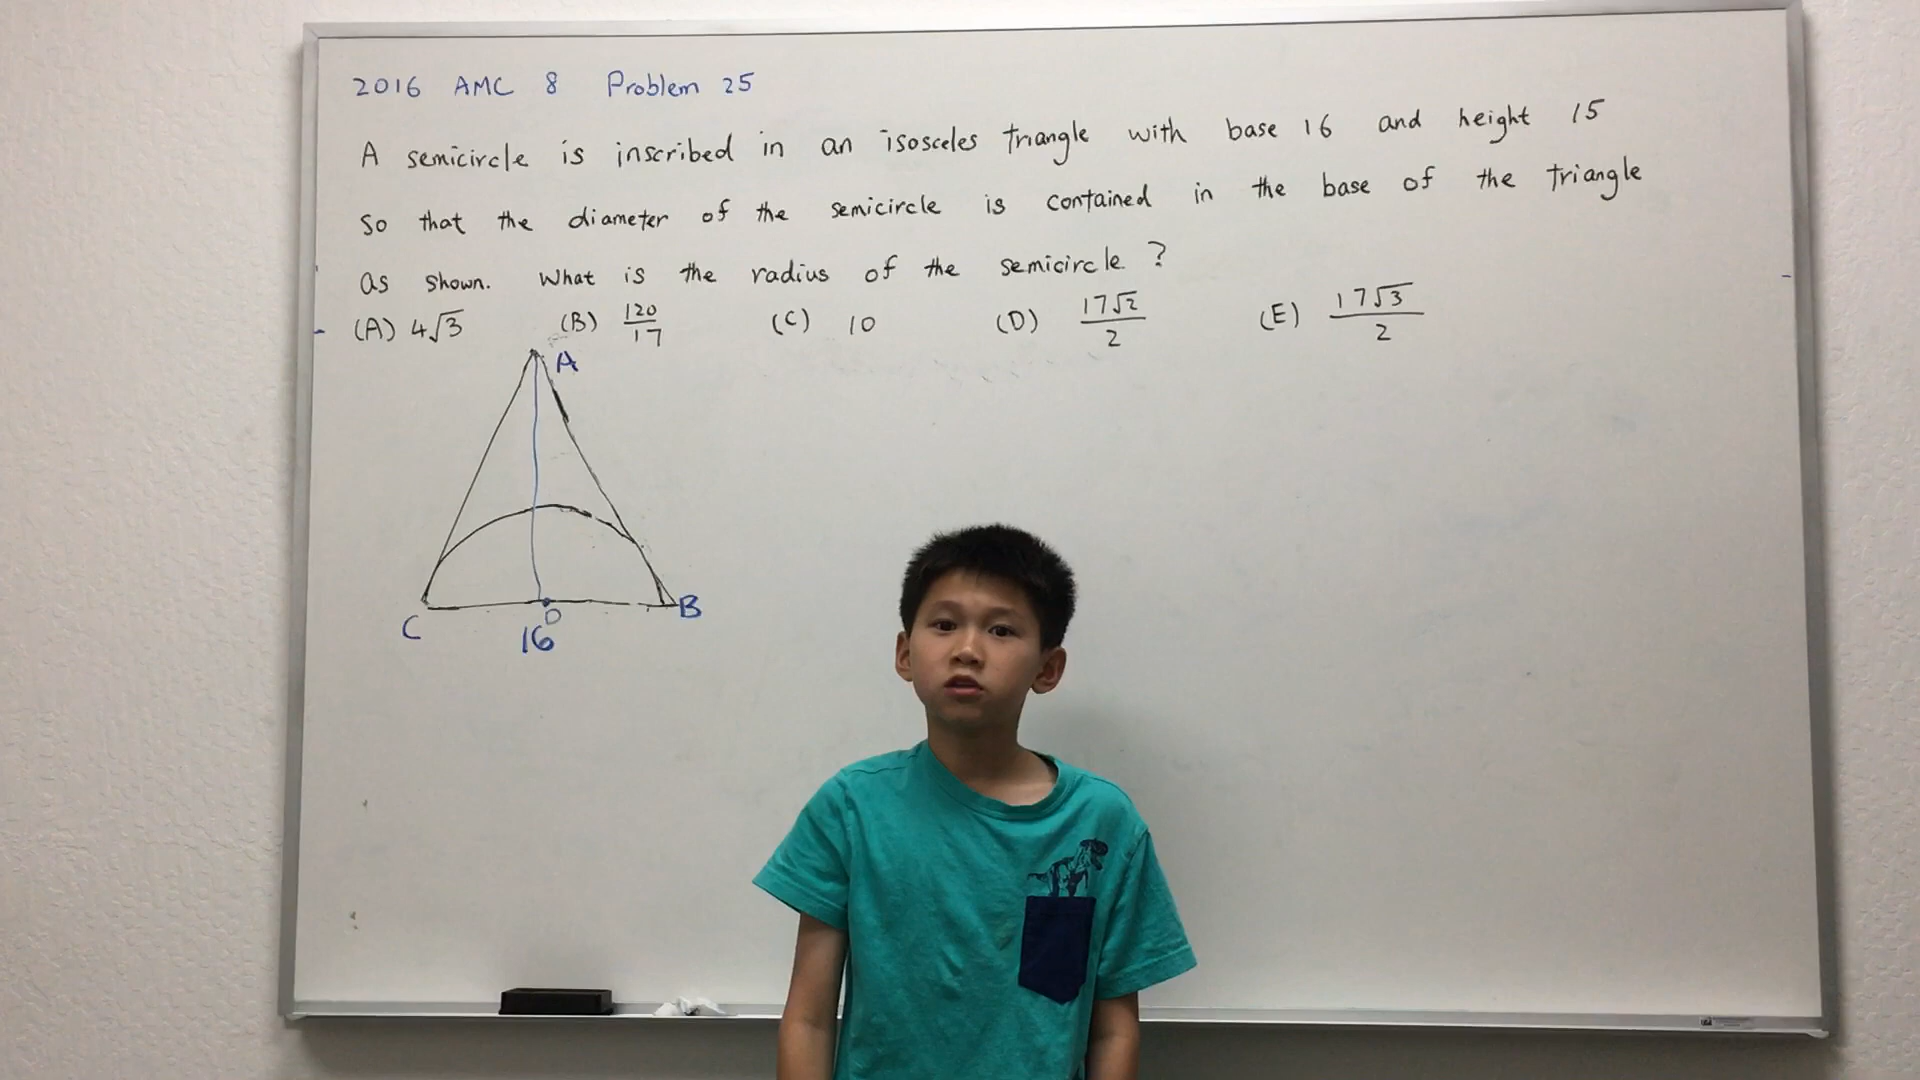 2016 AMC 8 Problem 25
A semicircle is inscribed in an isosceles triangle with base 16 and height 15
so that the diameter of the semicircle is contained in the base of the triangle
as shown. What is the radius of the semicircle ?
(A) 4√3 (B) 120/17 (C) 10 (D) 17√2/2 (E) 17√3/2
A
C D B
16